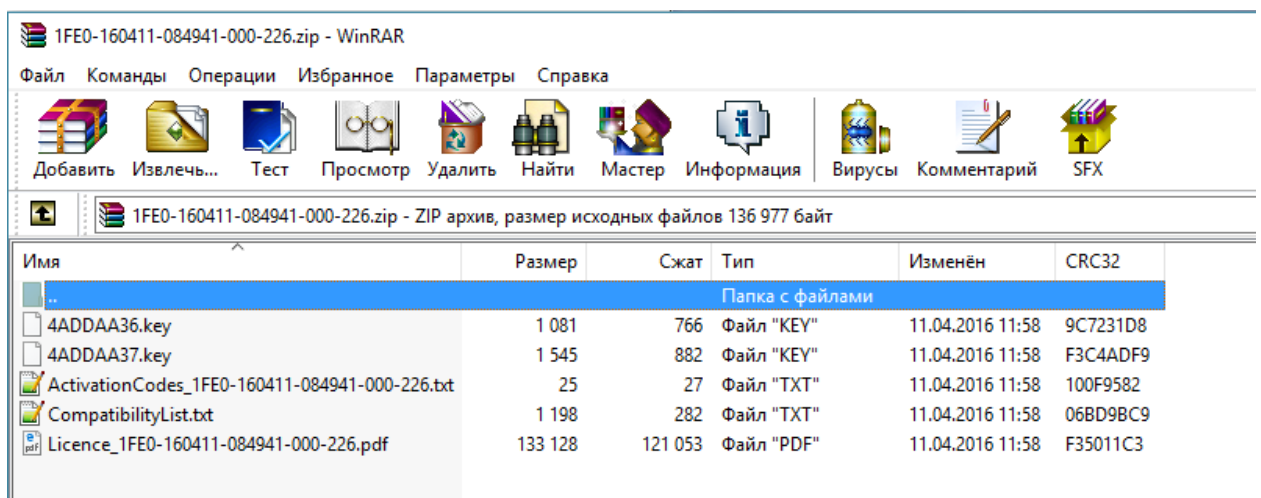 1FE0-160411-084941-000-226.zip - WinRAR
Файл Команды Операции Избранное Параметры Справка
Добавить Извлечь... Тест Просмотр Удалить Найти Мастер Информация Вирусы Комментарий SFX
1FE0-160411-084941-000-226.zip - ZIP архив, размер исходных файлов 136 977 байт
Имя Размер Сжат Тип Изменён CRC32
.. Папка с файлами
4ADDAA36.key 1 081 766 Файл "KEY" 11.04.2016 11:58 9C7231D8
4ADDAA37.key 1 545 882 Файл "KEY" 11.04.2016 11:58 F3C4ADF9
ActivationCodes_1FE0-160411-084941-000-226.txt 25 27 Файл "TXT" 11.04.2016 11:58 100F9582
CompatibilityList.txt 1 198 282 Файл "TXT" 11.04.2016 11:58 06BD9BC9
Licence_1FE0-160411-084941-000-226.pdf 133 128 121 053 Файл "PDF" 11.04.2016 11:58 F35011C3